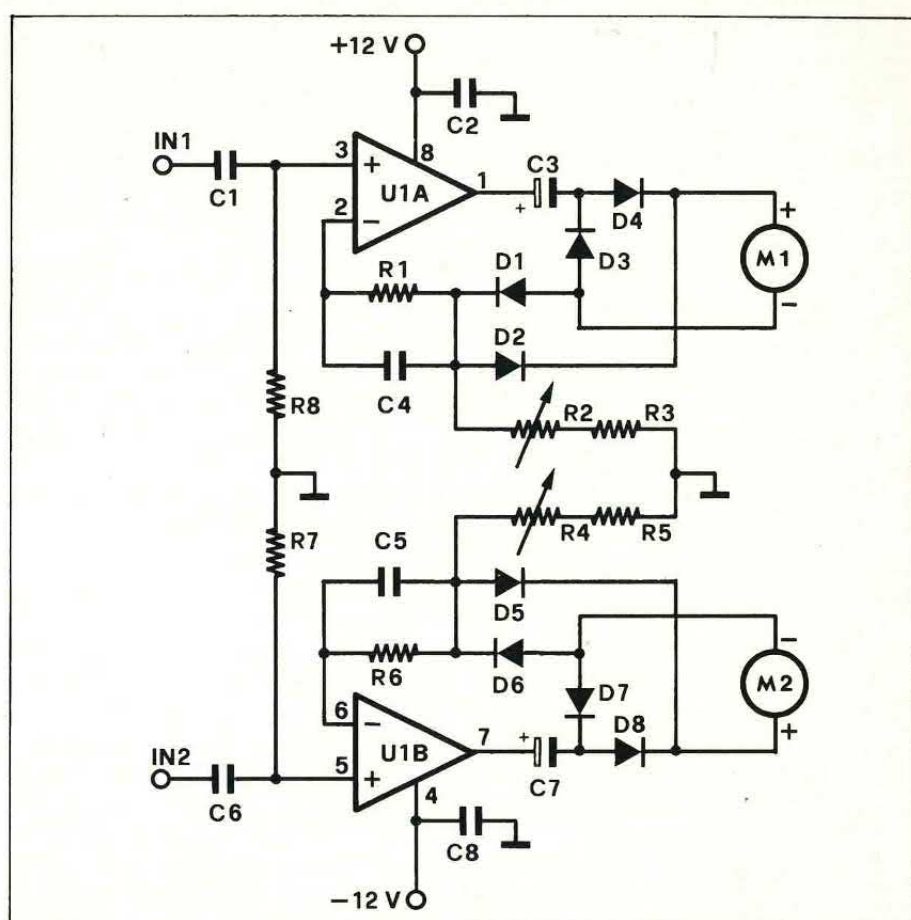 +12 V
C2
IN1
C1
3
+
8
U1A
1
C3
+
D4
2
−
R1
D1
D3
+
M1
−
D2
C4
R8
R2
R3
R7
R4
R5
C5
D5
R6
D6
D7
−
M2
+
6
−
U1B
7
+
C7
D8
IN2
C6
5
+
4
C8
−12 V